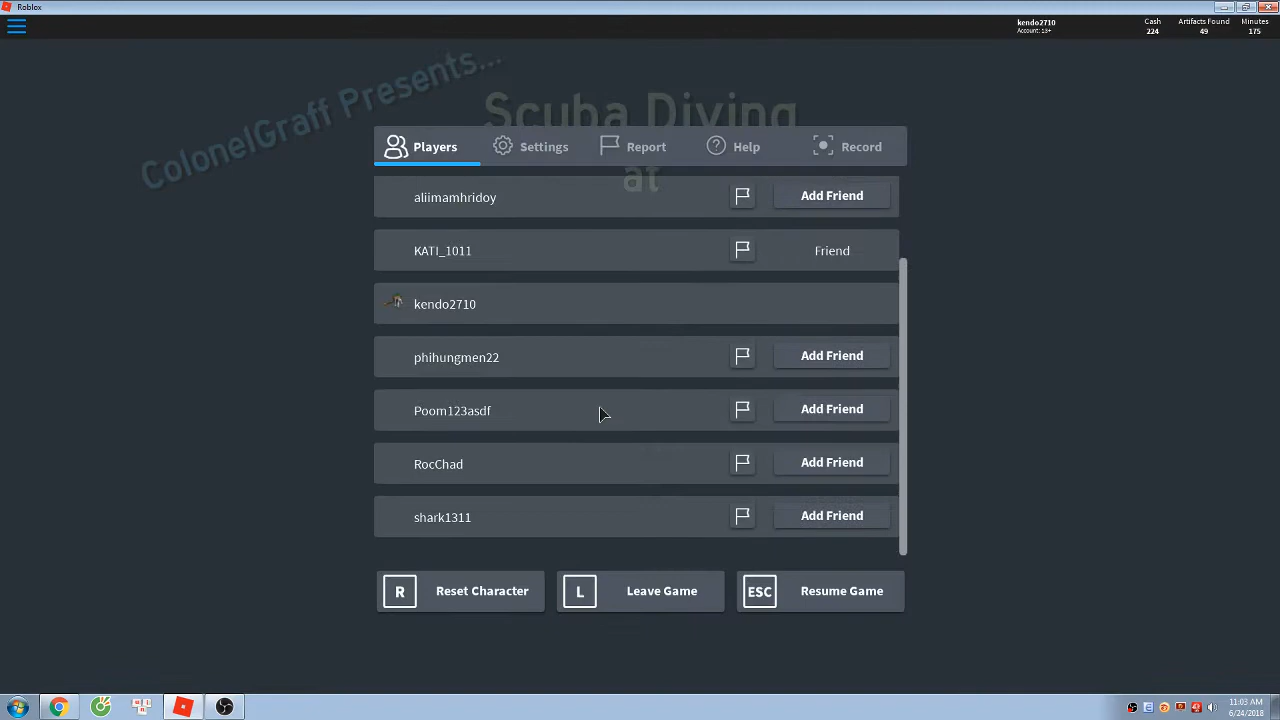 Roblox
kendo2710
Account: 13+
Cash
224
Artifacts Found
49
Minutes
175
ColonelGraff Presents...
Scuba Diving
at
Players
Settings
Report
Help
Record
aliimamhridoy
Add Friend
KATI_1011
Friend
kendo2710
phihungmen22
Add Friend
Poom123asdf
Add Friend
RocChad
Add Friend
shark1311
Add Friend
R Reset Character
L Leave Game
ESC Resume Game
11:03 AM
6/24/2018